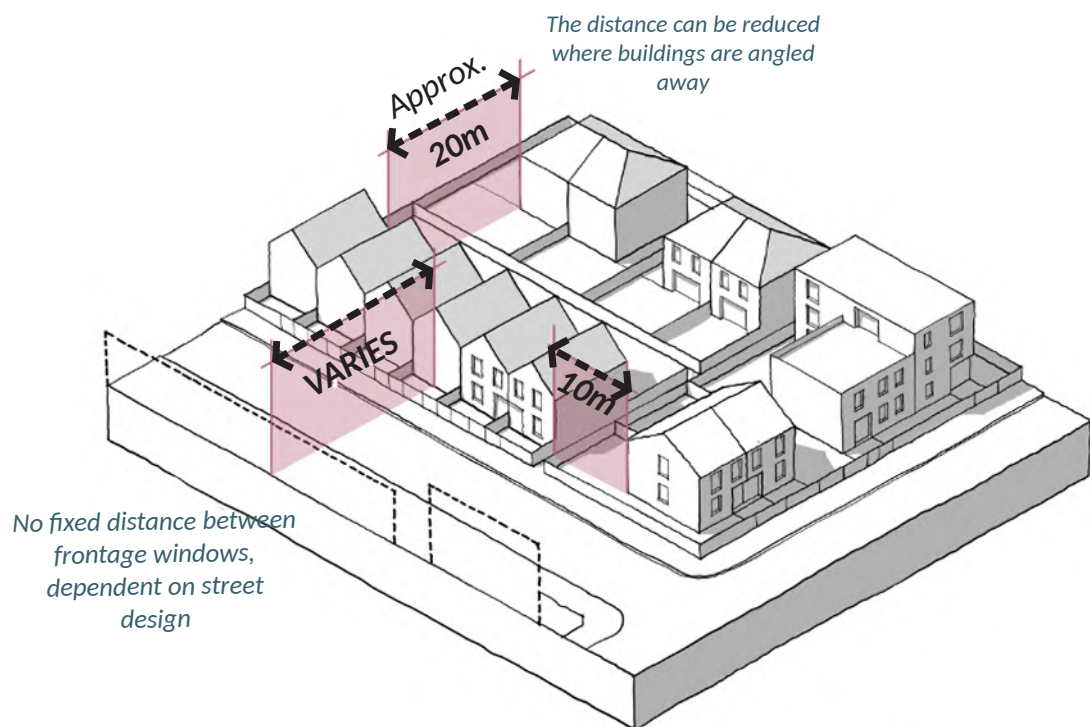 The distance can be reduced
where buildings are angled
away
Approx.
20m
VARIES
10m
No fixed distance between
frontage windows,
dependent on street
design